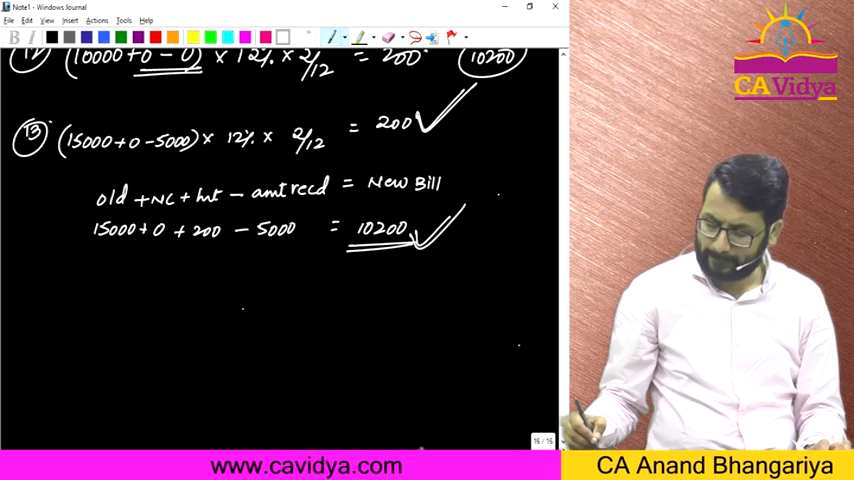 Note1 - Windows Journal
File Edit View Insert Actions Tools Help
B I
12 (10000+0-0) × 12% × 2/12 = 200. 10200
13 (15000+0-5000) × 12% × 2/12 = 200
old + NC + Int - amt recd = New Bill
15000+0 + 200 - 5000 = 10200
16 / 16
CA Vidya
www.cavidya.com
CA Anand Bhangariya